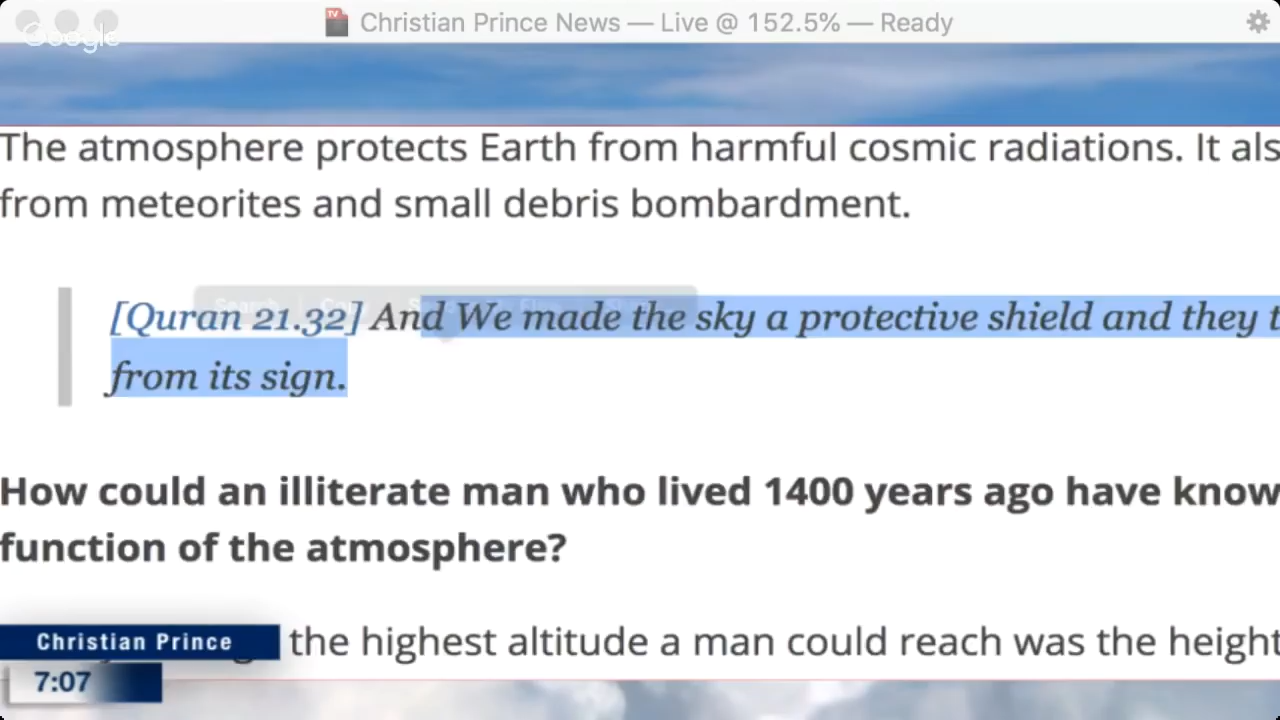 Christian Prince News — Live @ 152.5% — Ready
Google
The atmosphere protects Earth from harmful cosmic radiations. It als
from meteorites and small debris bombardment.
[Quran 21.32] And We made the sky a protective shield and they t
from its sign.
How could an illiterate man who lived 1400 years ago have know
function of the atmosphere?
the highest altitude a man could reach was the height
Christian Prince
7:07